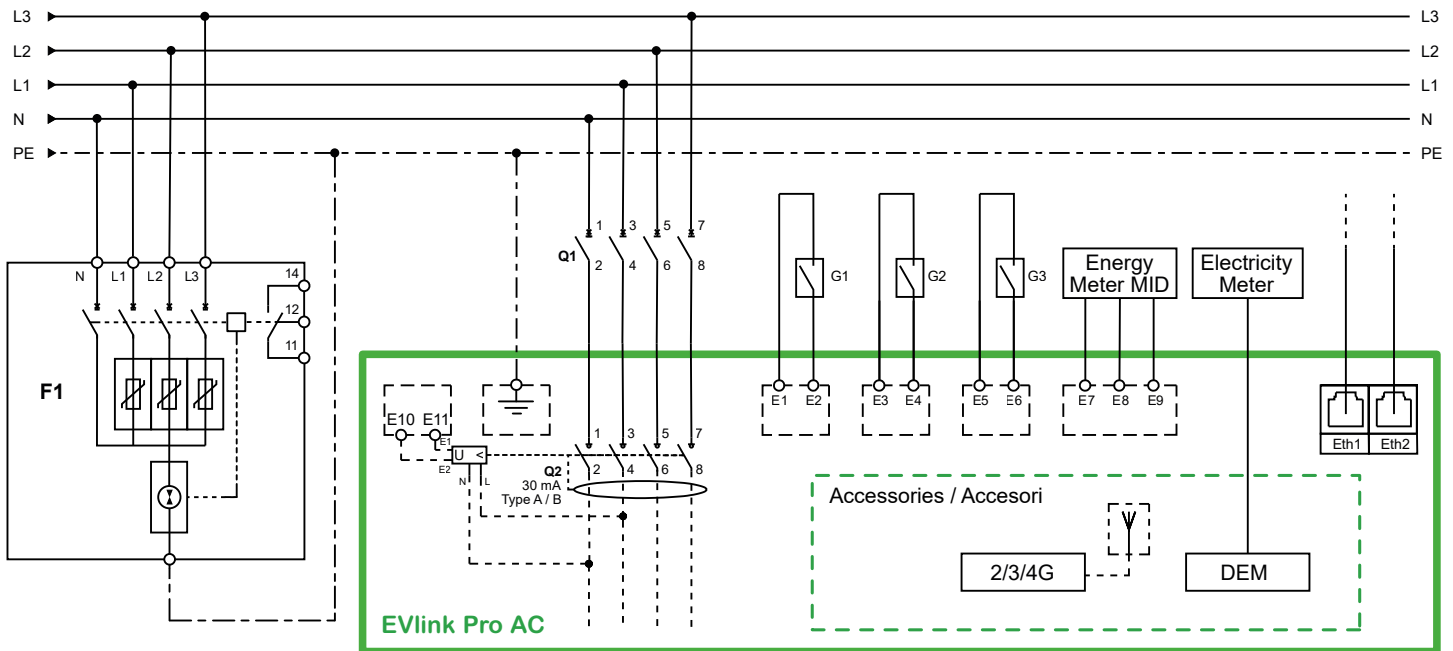 L3 L3
L2 L2
L1 L1
N N
PE PE
1 3 5 7
Q1
2 4 6 8
N L1 L2 L3 14
12
11
F1
G1 G2 G3
Energy
Meter MID
Electricity
Meter
E10 E11
E1
E2
U <
N L
1 3 5 7
Q2
2 4 6 8
30 mA
Type A / B
E1 E2 E3 E4 E5 E6 E7 E8 E9
Eth1 Eth2
Accessories / Accesori
2/3/4G
DEM
EVlink Pro AC